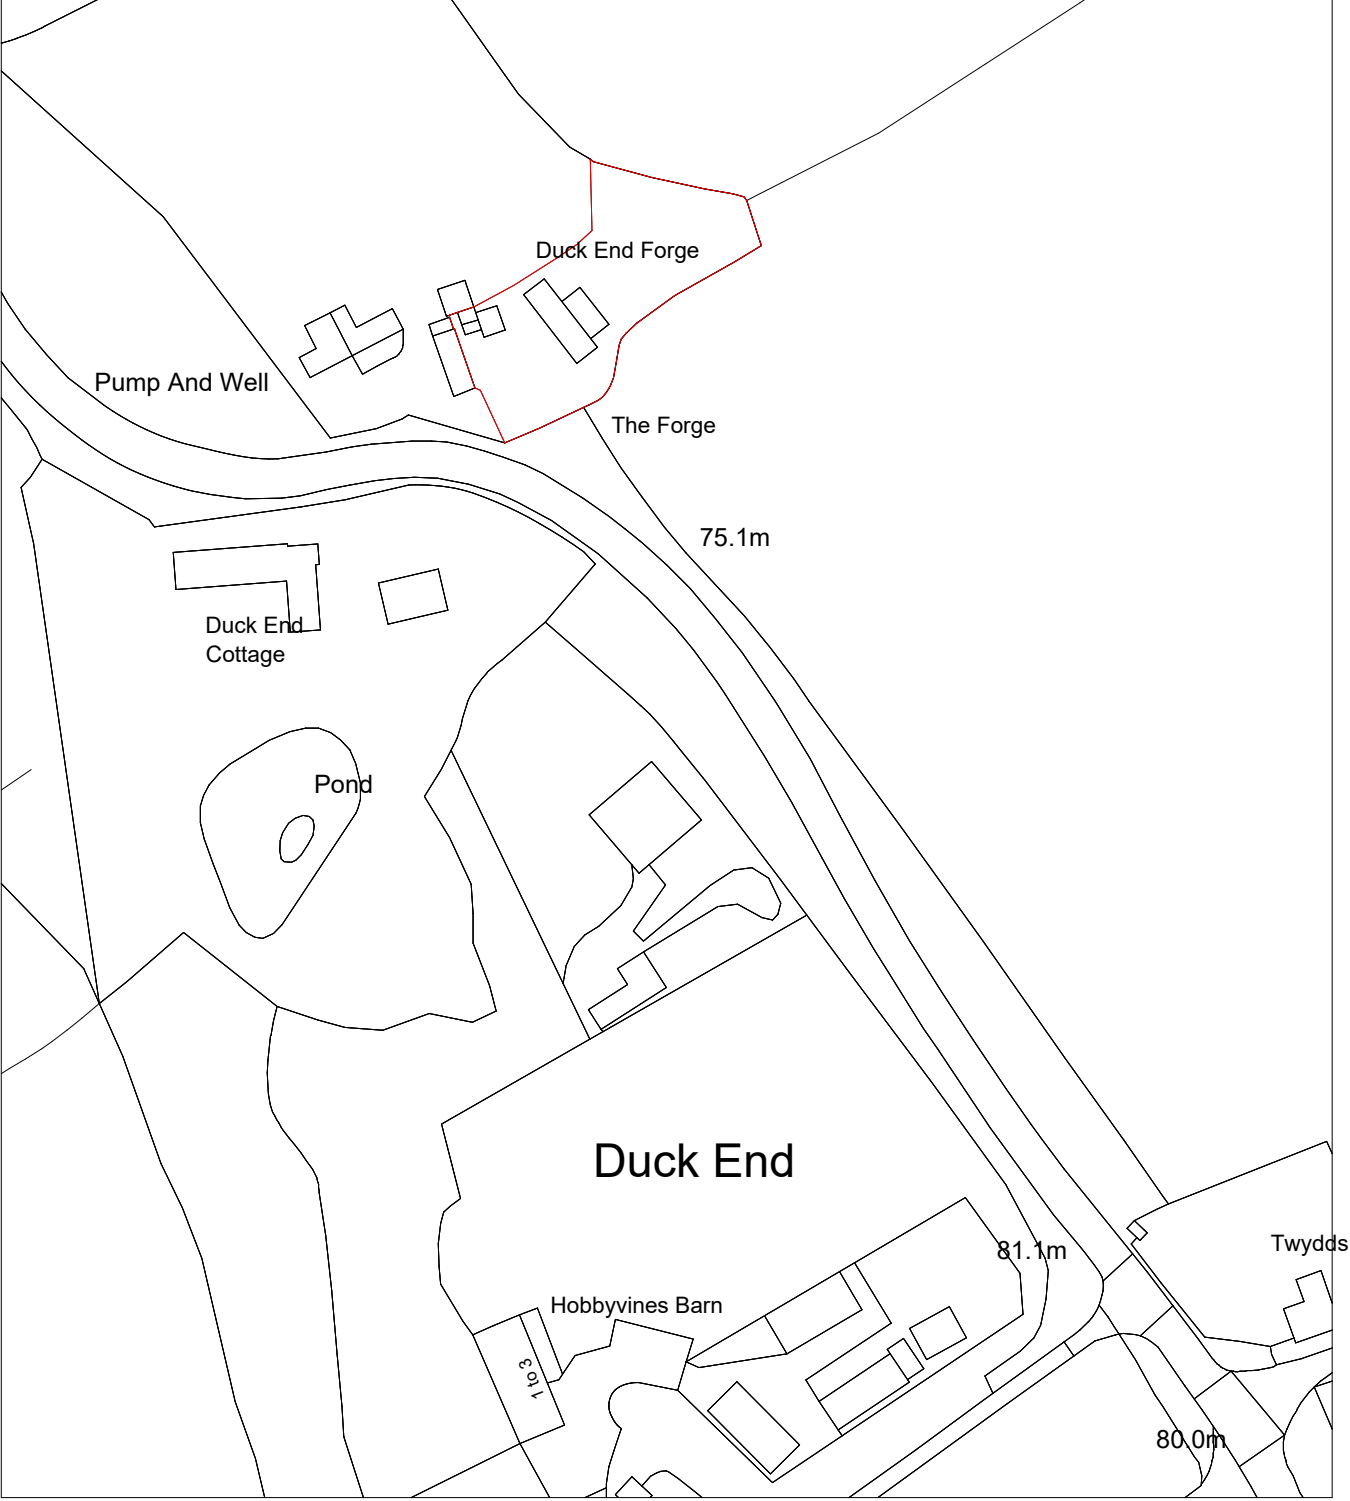 Duck End Forge
Pump And Well
The Forge
75.1m
Duck End
Cottage
Pond
Duck End
81.1m
Twydds
Hobbyvines Barn
1 to 3
80.0m